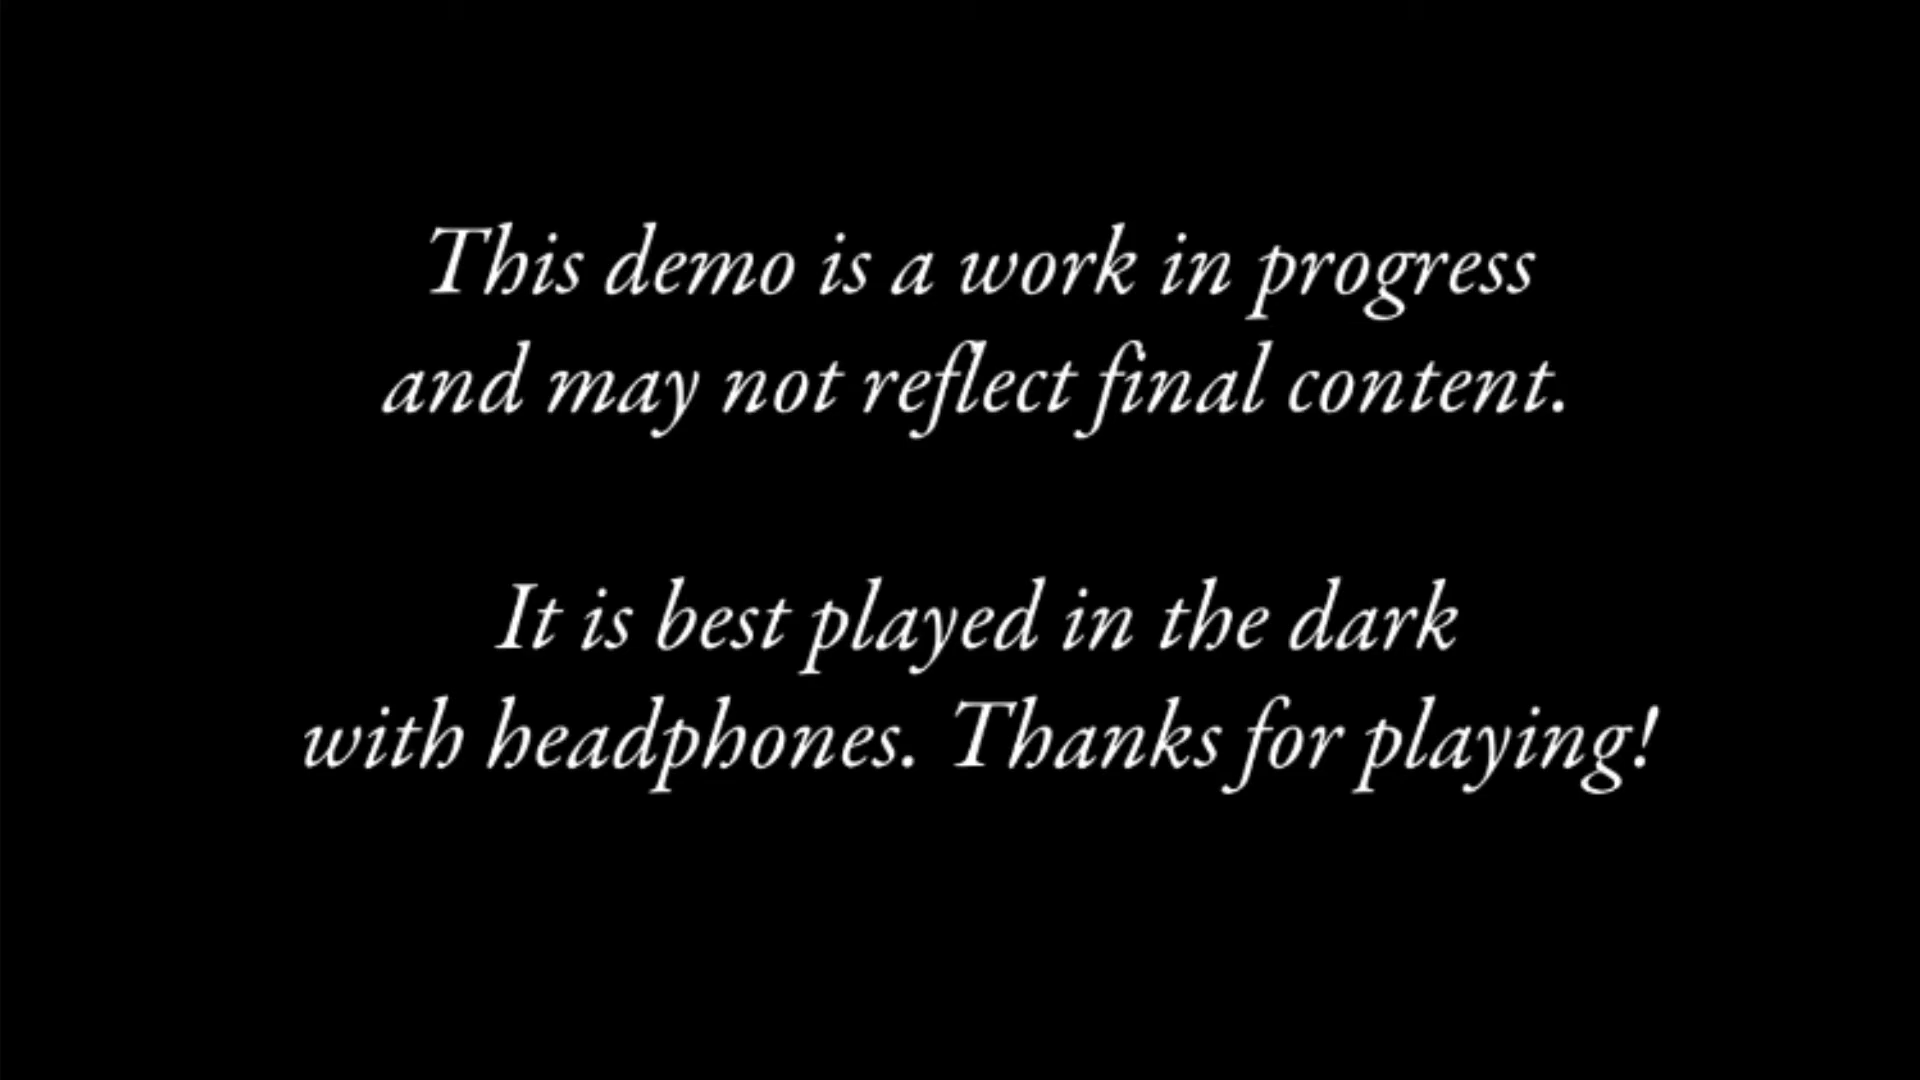 This demo is a work in progress
and may not reflect final content.
It is best played in the dark
with headphones. Thanks for playing!